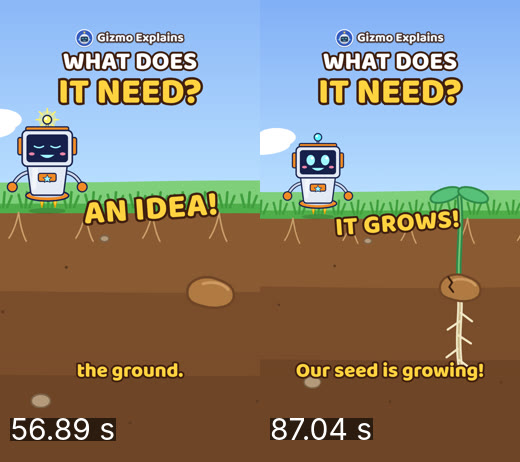 Gizmo Explains
WHAT DOES
IT NEED?
AN IDEA!
the ground.
56.89 s
Gizmo Explains
WHAT DOES
IT NEED?
IT GROWS!
Our seed is growing!
87.04 s